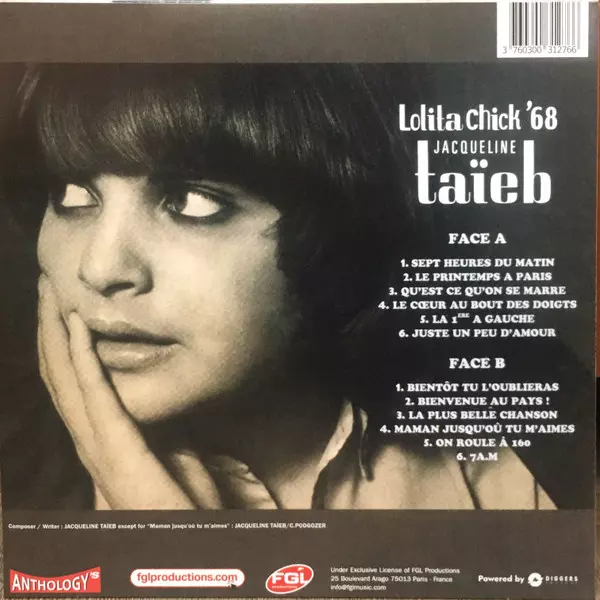 3 760300 312766
Lolita chick '68
JACQUELINE
taïeb
FACE A
1. SEPT HEURES DU MATIN
2. LE PRINTEMPS A PARIS
3. QU'EST CE QU'ON SE MARRE
4. LE CŒUR AU BOUT DES DOIGTS
5. LA 1ERE A GAUCHE
6. JUSTE UN PEU D'AMOUR
FACE B
1. BIENTÔT TU L'OUBLIERAS
2. BIENVENUE AU PAYS !
3. LA PLUS BELLE CHANSON
4. MAMAN JUSQU'OÙ TU M'AIMES
5. ON ROULE À 160
6. 7A.M
Composer / Writer : JACQUELINE TAÏEB except for "Maman jusqu'où tu m'aimes" : JACQUELINE TAÏEB/C.PODGOZER
ANTHOLOGY'S
fglproductions.com
FGL
PRODUCTIONS
Under Exclusive License of FGL Productions
25 Boulevard Arago 75013 Paris - France
info@fglmusic.com
Powered by DIGGERS